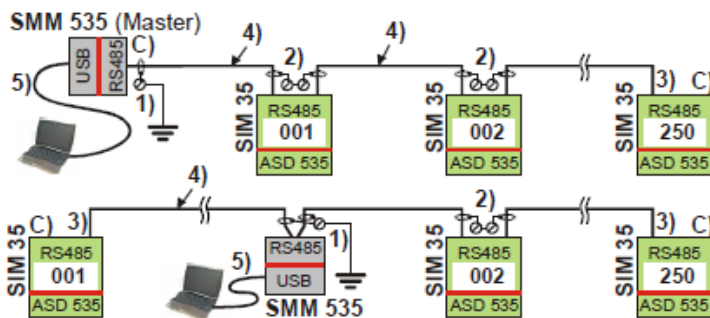 SMM 535 (Master)
USB
RS485
C)
1)
4)
2)
4)
2)
3) C)
5)
SIM 35
RS485
001
ASD 535
SIM 35
RS485
002
ASD 535
SIM 35
RS485
250
ASD 535
C) 3)
4)
1)
2)
3) C)
SIM 35
RS485
001
ASD 535
5)
RS485
USB
SMM 535
SIM 35
RS485
002
ASD 535
SIM 35
RS485
250
ASD 535